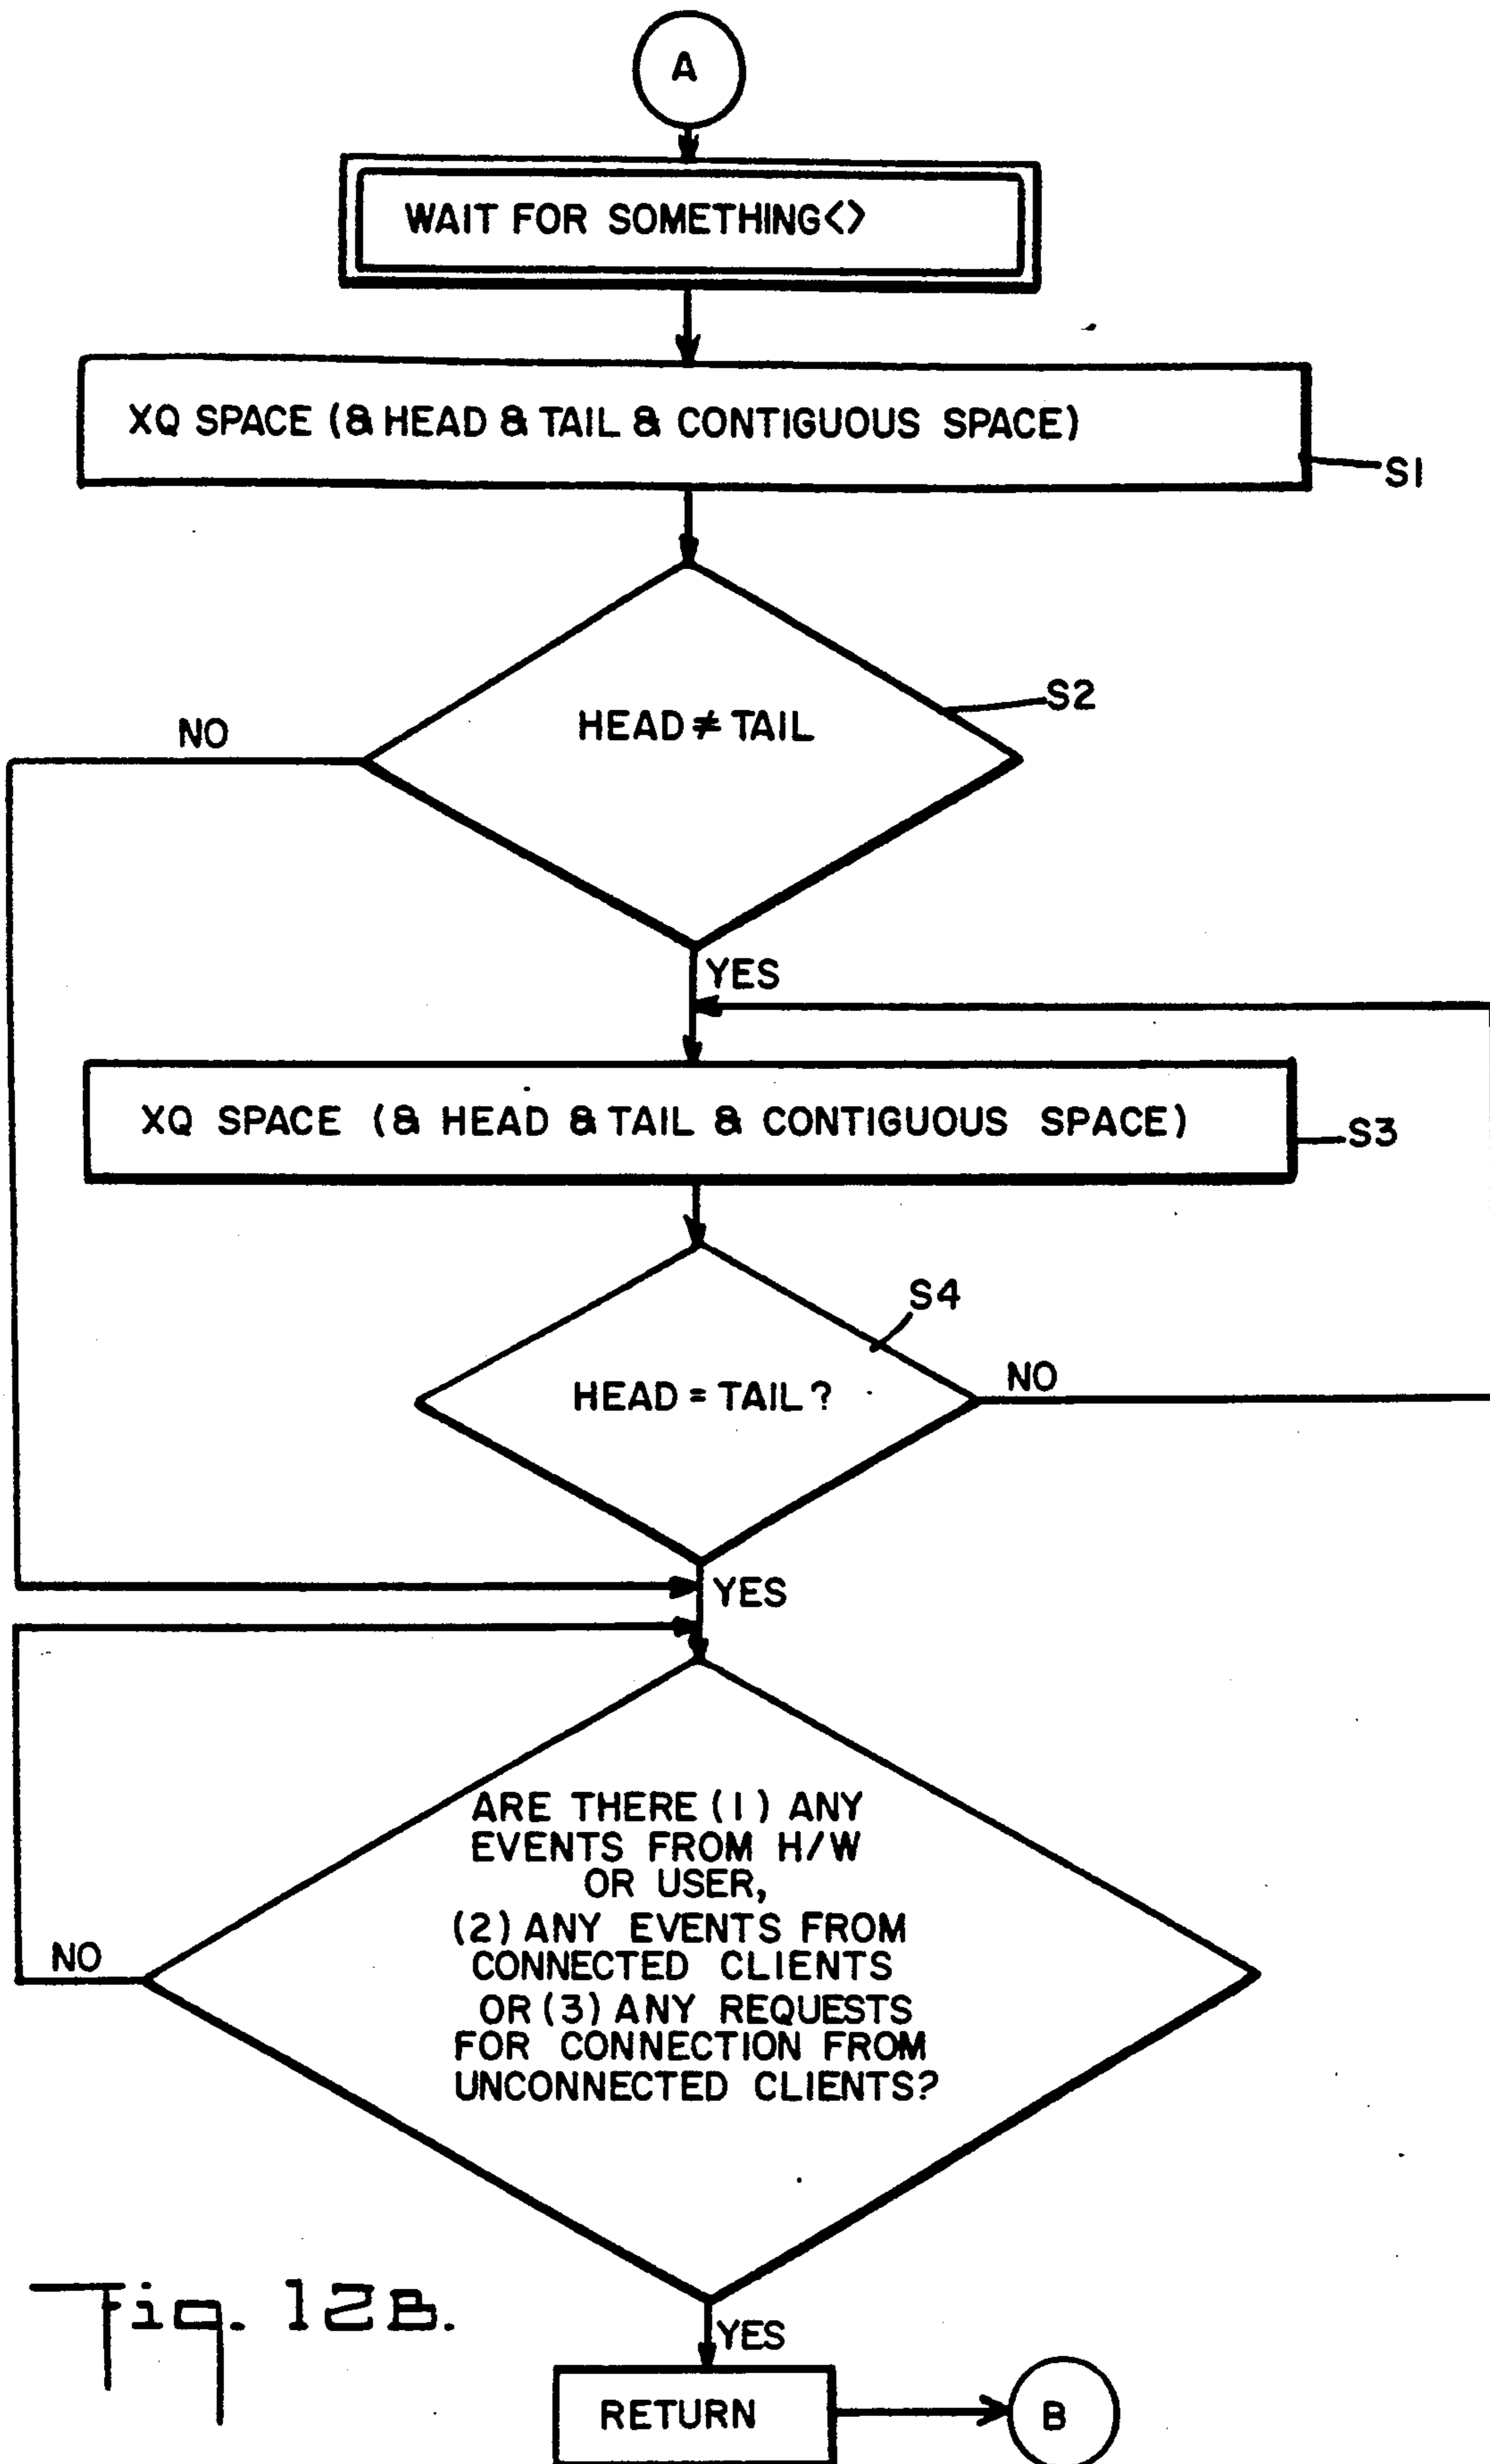 A
WAIT FOR SOMETHING<>
XQ SPACE (& HEAD & TAIL & CONTIGUOUS SPACE)
S1
HEAD ≠ TAIL
S2
NO
YES
XQ SPACE (& HEAD & TAIL & CONTIGUOUS SPACE)
S3
S4
HEAD = TAIL?
NO
YES
ARE THERE (1) ANY
EVENTS FROM H/W
OR USER,
(2) ANY EVENTS FROM
CONNECTED CLIENTS
OR (3) ANY REQUESTS
FOR CONNECTION FROM
UNCONNECTED CLIENTS?
NO
YES
Fig. 12B.
RETURN
B